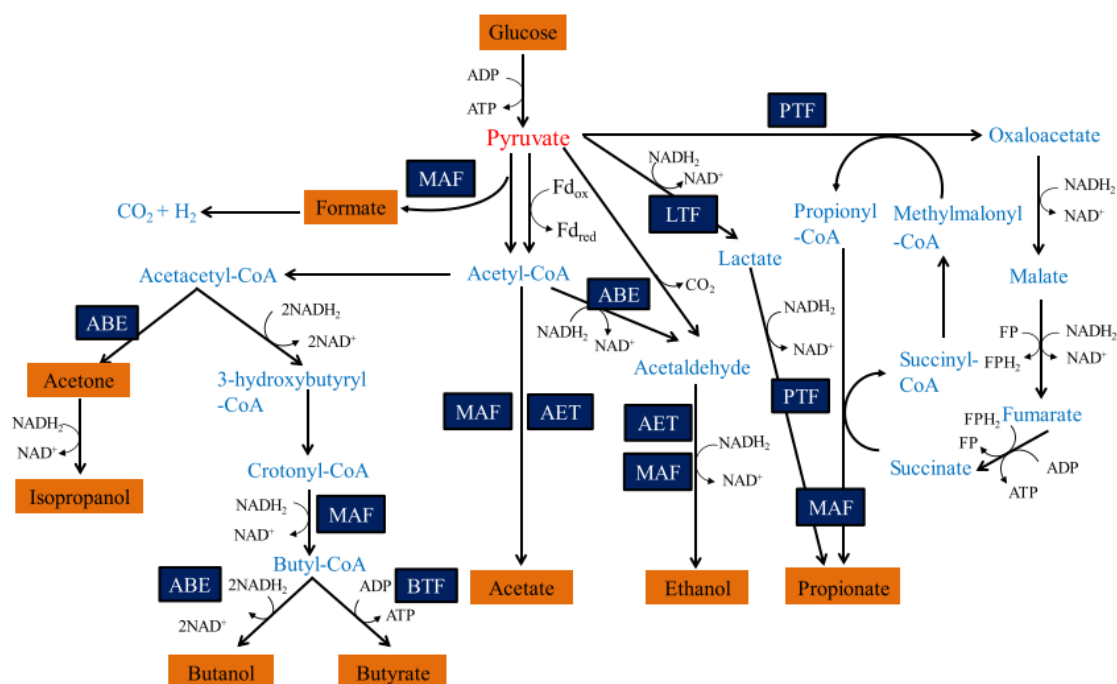 Glucose
ADP
ATP
PTF
Pyruvate
Oxaloacetate
MAF
NADH₂
NAD⁺
Fdox
NADH₂
NAD⁺
CO₂ + H₂
Formate
LTF
Propionyl
-CoA
Methylmalonyl
-CoA
Fdred
Lactate
Acetacetyl-CoA
Acetyl-CoA
CO₂
Malate
ABE
2NADH₂
2NAD⁺
ABE
NADH₂
NAD⁺
NADH₂
NAD⁺
FP
FPH₂
NADH₂
NAD⁺
Acetone
3-hydroxybutyryl
-CoA
Acetaldehyde
Succinyl-
CoA
PTF
MAF
AET
AET
Fumarate
NADH₂
NAD⁺
FPH₂
FP
NADH₂
NAD⁺
MAF
Succinate
ADP
ATP
Isopropanol
Crotonyl-CoA
NADH₂
NAD⁺
MAF
MAF
Butyl-CoA
ABE
2NADH₂
2NAD⁺
ADP
ATP
BTF
Acetate
Ethanol
Propionate
Butanol
Butyrate